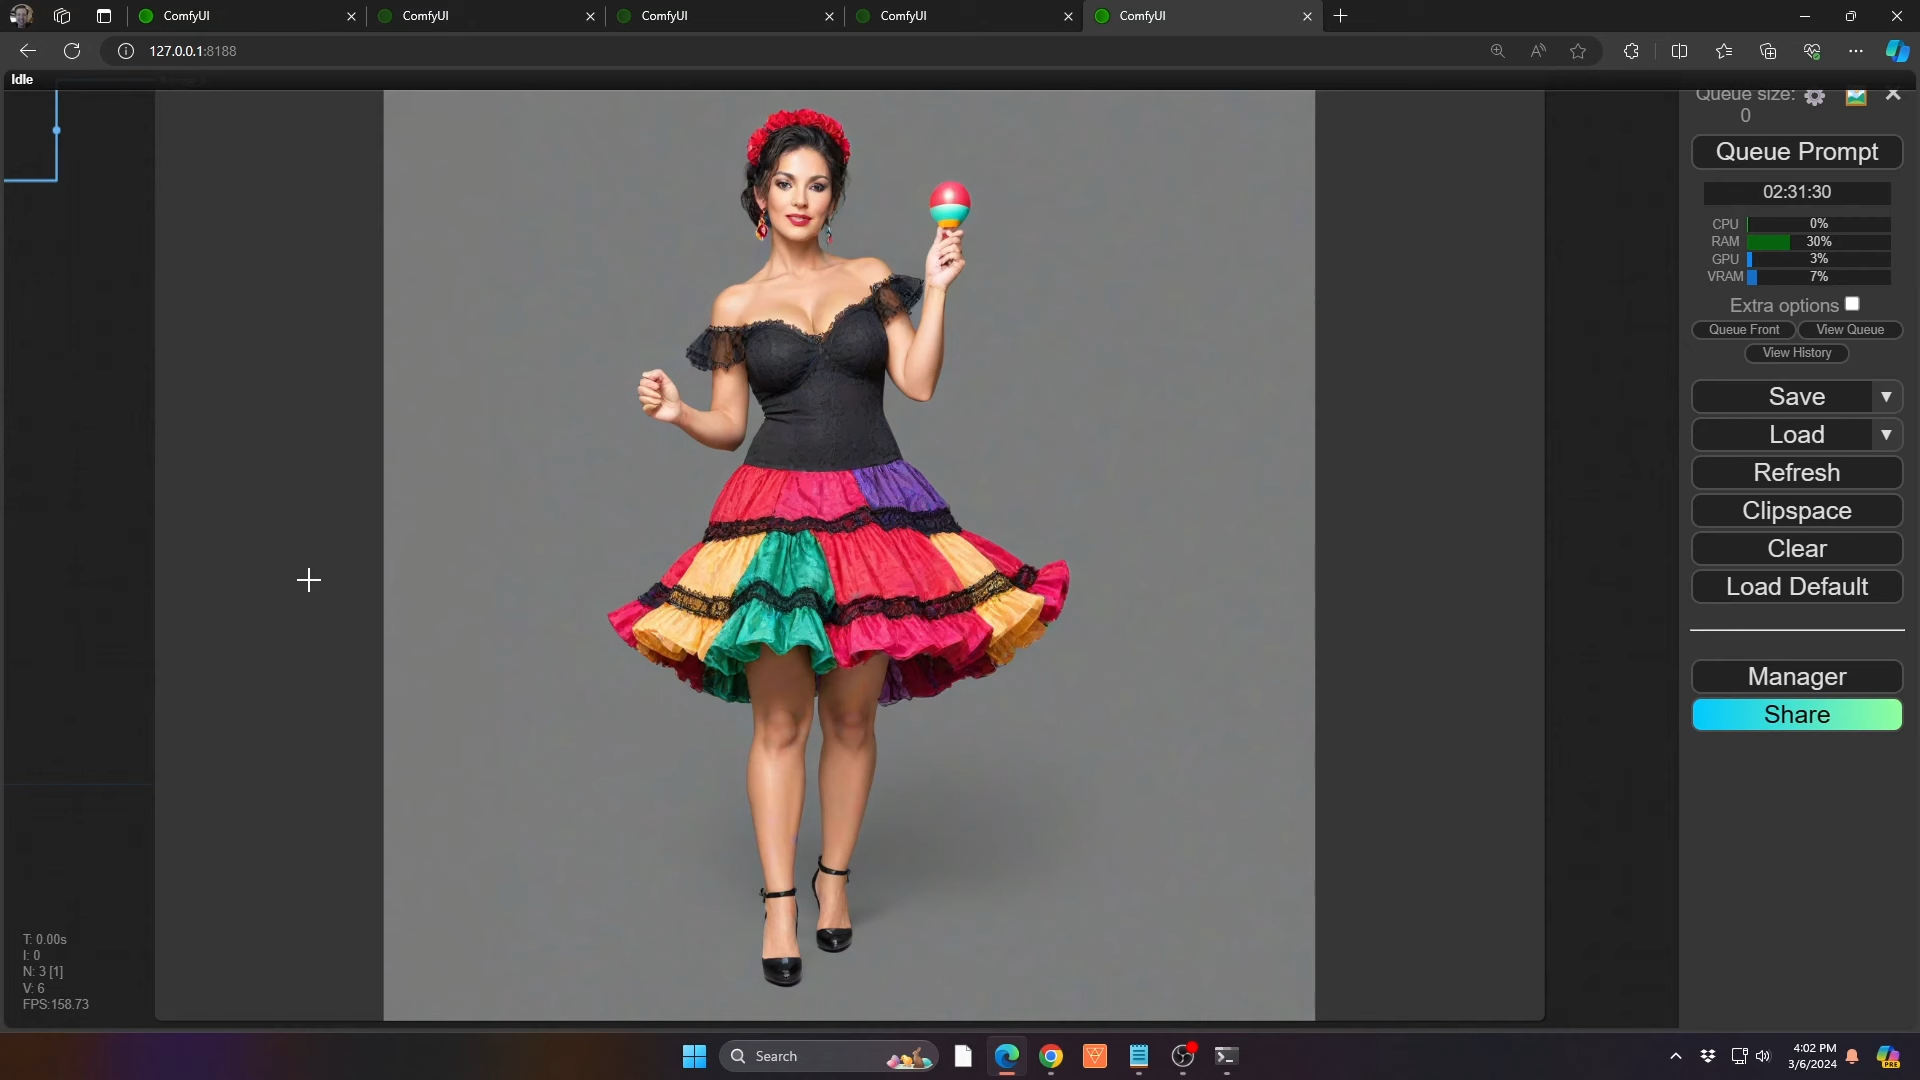 ComfyUI
ComfyUI
ComfyUI
ComfyUI
ComfyUI
127.0.0.1:8188
Idle
Queue size:
0
Queue Prompt
02:31:30
CPU 0%
RAM 30%
GPU 3%
VRAM 7%
Extra options
Queue Front
View Queue
View History
Save
Load
Refresh
Clipspace
Clear
Load Default
Manager
Share
T: 0.00s
I: 0
N: 3 [1]
V: 6
FPS:158.73
Search
4:02 PM
3/6/2024
PRE